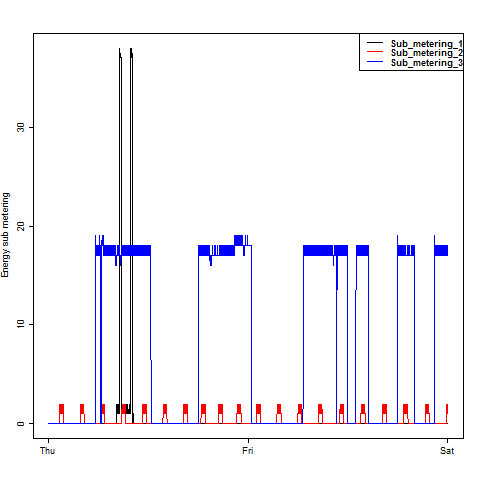 Sub_metering_1
Sub_metering_2
Sub_metering_3
Energy sub metering
30
20
10
0
Thu Fri Sat